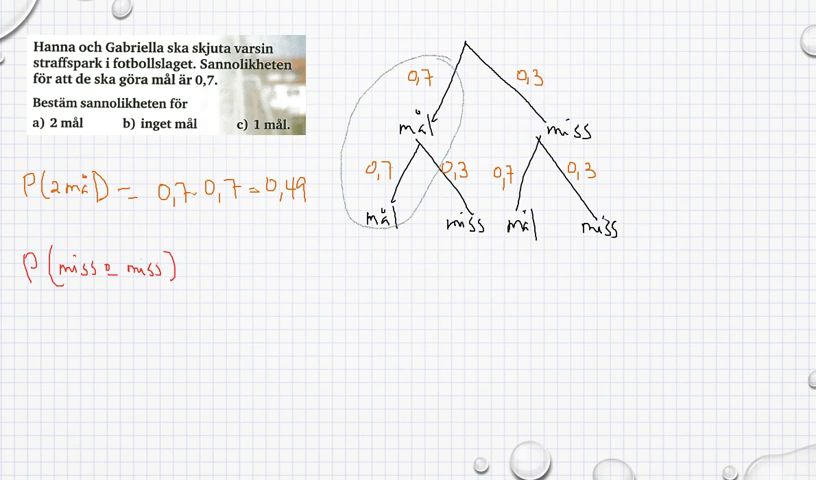 Hanna och Gabriella ska skjuta varsin
straffspark i fotbollslaget. Sannolikheten
för att de ska göra mål är 0,7.
Bestäm sannolikheten för
a) 2 mål b) inget mål c) 1 mål.
0,7 0,3
mål miss
0,7 0,3 0,7 0,3
mål miss mål miss
P(2 mål) = 0,7 · 0,7 = 0,49
P(miss o miss)